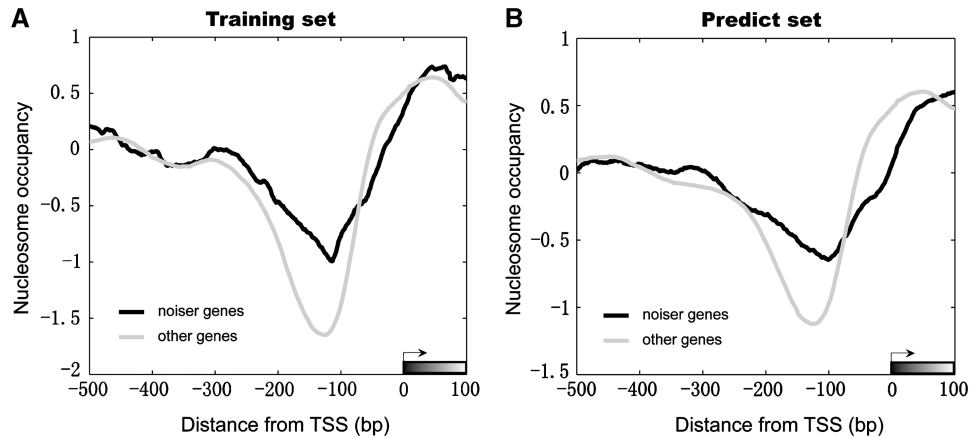 A
Training set
1
0.5
0
-0.5
-1
-1.5
-2
Nucleosome occupancy
noiser genes
other genes
-500 -400 -300 -200 -100 0 100
Distance from TSS (bp)
B
Predict set
1
0.5
0
-0.5
-1
-1.5
Nucleosome occupancy
noiser genes
other genes
-500 -400 -300 -200 -100 0 100
Distance from TSS (bp)